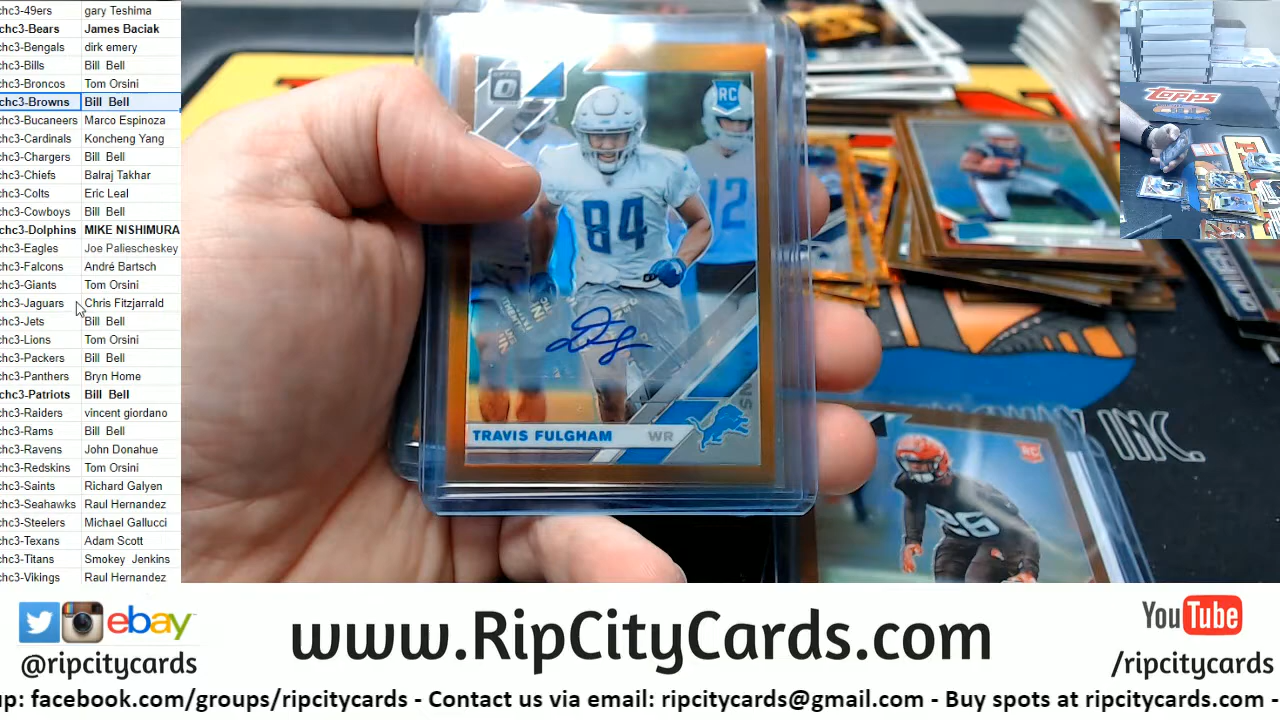 chc3-49ers gary Teshima
chc3-Bears James Baciak
chc3-Bengals dirk emery
chc3-Bills Bill Bell
chc3-Broncos Tom Orsini
chc3-Browns Bill Bell
chc3-Bucaneers Marco Espinoza
chc3-Cardinals Koncheng Yang
chc3-Chargers Bill Bell
chc3-Chiefs Balraj Takhar
chc3-Colts Eric Leal
chc3-Cowboys Bill Bell
chc3-Dolphins MIKE NISHIMURA
chc3-Eagles Joe Paliescheskey
chc3-Falcons André Bartsch
chc3-Giants Tom Orsini
chc3-Jaguars Chris Fitzjarrald
chc3-Jets Bill Bell
chc3-Lions Tom Orsini
chc3-Packers Bill Bell
chc3-Panthers Bryn Home
chc3-Patriots Bill Bell
chc3-Raiders vincent giordano
chc3-Rams Bill Bell
chc3-Ravens John Donahue
chc3-Redskins Tom Orsini
chc3-Saints Richard Galyen
chc3-Seahawks Raul Hernandez
chc3-Steelers Michael Gallucci
chc3-Texans Adam Scott
chc3-Titans Smokey Jenkins
chc3-Vikings Raul Hernandez
OPTIC
RC
84
12
TRAVIS FULGHAM WR
RC
26
INC.
Topps
ebay
@ripcitycards
www.RipCityCards.com
YouTube
/ripcitycards
up: facebook.com/groups/ripcitycards - Contact us via email: ripcitycards@gmail.com - Buy spots at ripcitycards.com -